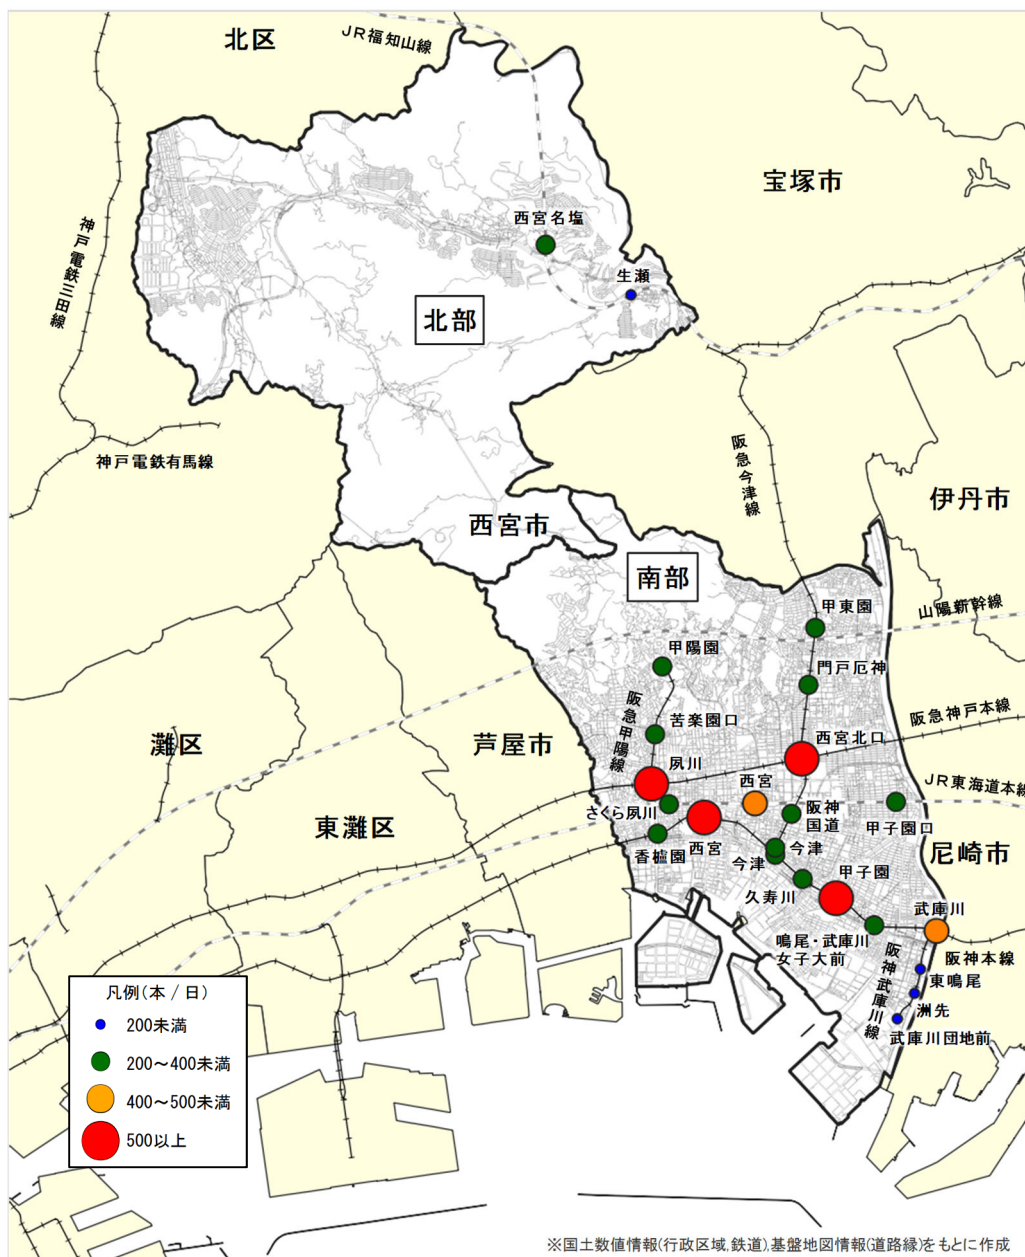 北区
JR福知山線
宝塚市
神戸電鉄三田線
西宮名塩
生瀬
北部
神戸電鉄有馬線
阪急今津線
伊丹市
西宮市
南部
甲東園
山陽新幹線
甲陽園
門戸厄神
阪急甲陽線
苦楽園口
阪急神戸本線
灘区
芦屋市
夙川
西宮北口
西宮
JR東海道本線
さくら夙川
阪神
国道
甲子園口
東灘区
香櫨園
西宮
今津
今津
尼崎市
甲子園
久寿川
武庫川
鳴尾・武庫川
女子大前
阪神本線
阪神武庫川線
東鳴尾
洲先
武庫川団地前
凡例(本 / 日)
200未満
200～400未満
400～500未満
500以上
※国土数値情報(行政区域,鉄道),基盤地図情報(道路縁)をもとに作成